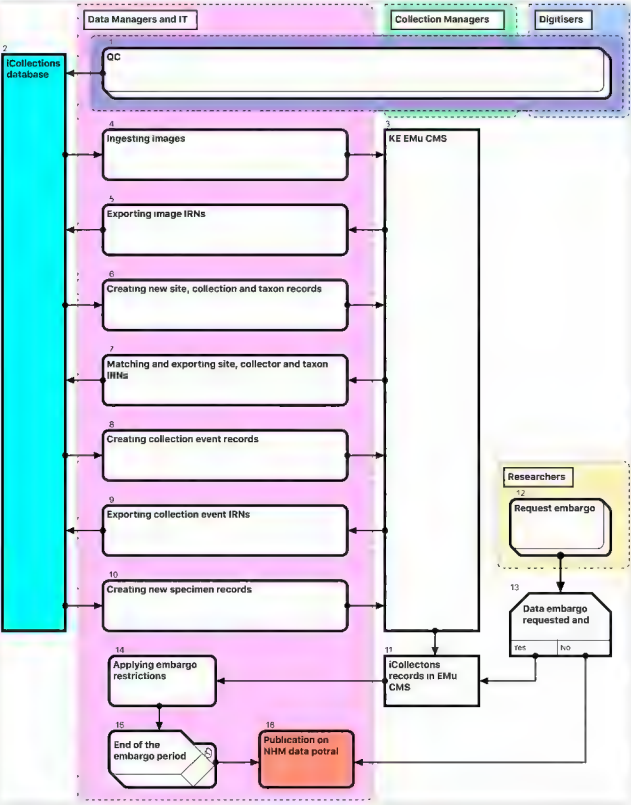 Data Managers and IT
Collection Managers
Digitisers
1
QC
2
iCollections
database
4
Ingesting images
3
KE EMu CMS
5
Exporting image IRNs
6
Creating new site, collection and taxon records
7
Matching and exporting site, collector and taxon
IRNs
8
Creating collection event records
9
Exporting collection event IRNs
10
Creating new specimen records
Researchers
12
Request embargo
13
Data embargo
requested and
Yes
No
14
Applying embargo
restrictions
11
iCollectons
records in EMu
CMS
15
End of the
embargo period
16
Publication on
NHM data potral